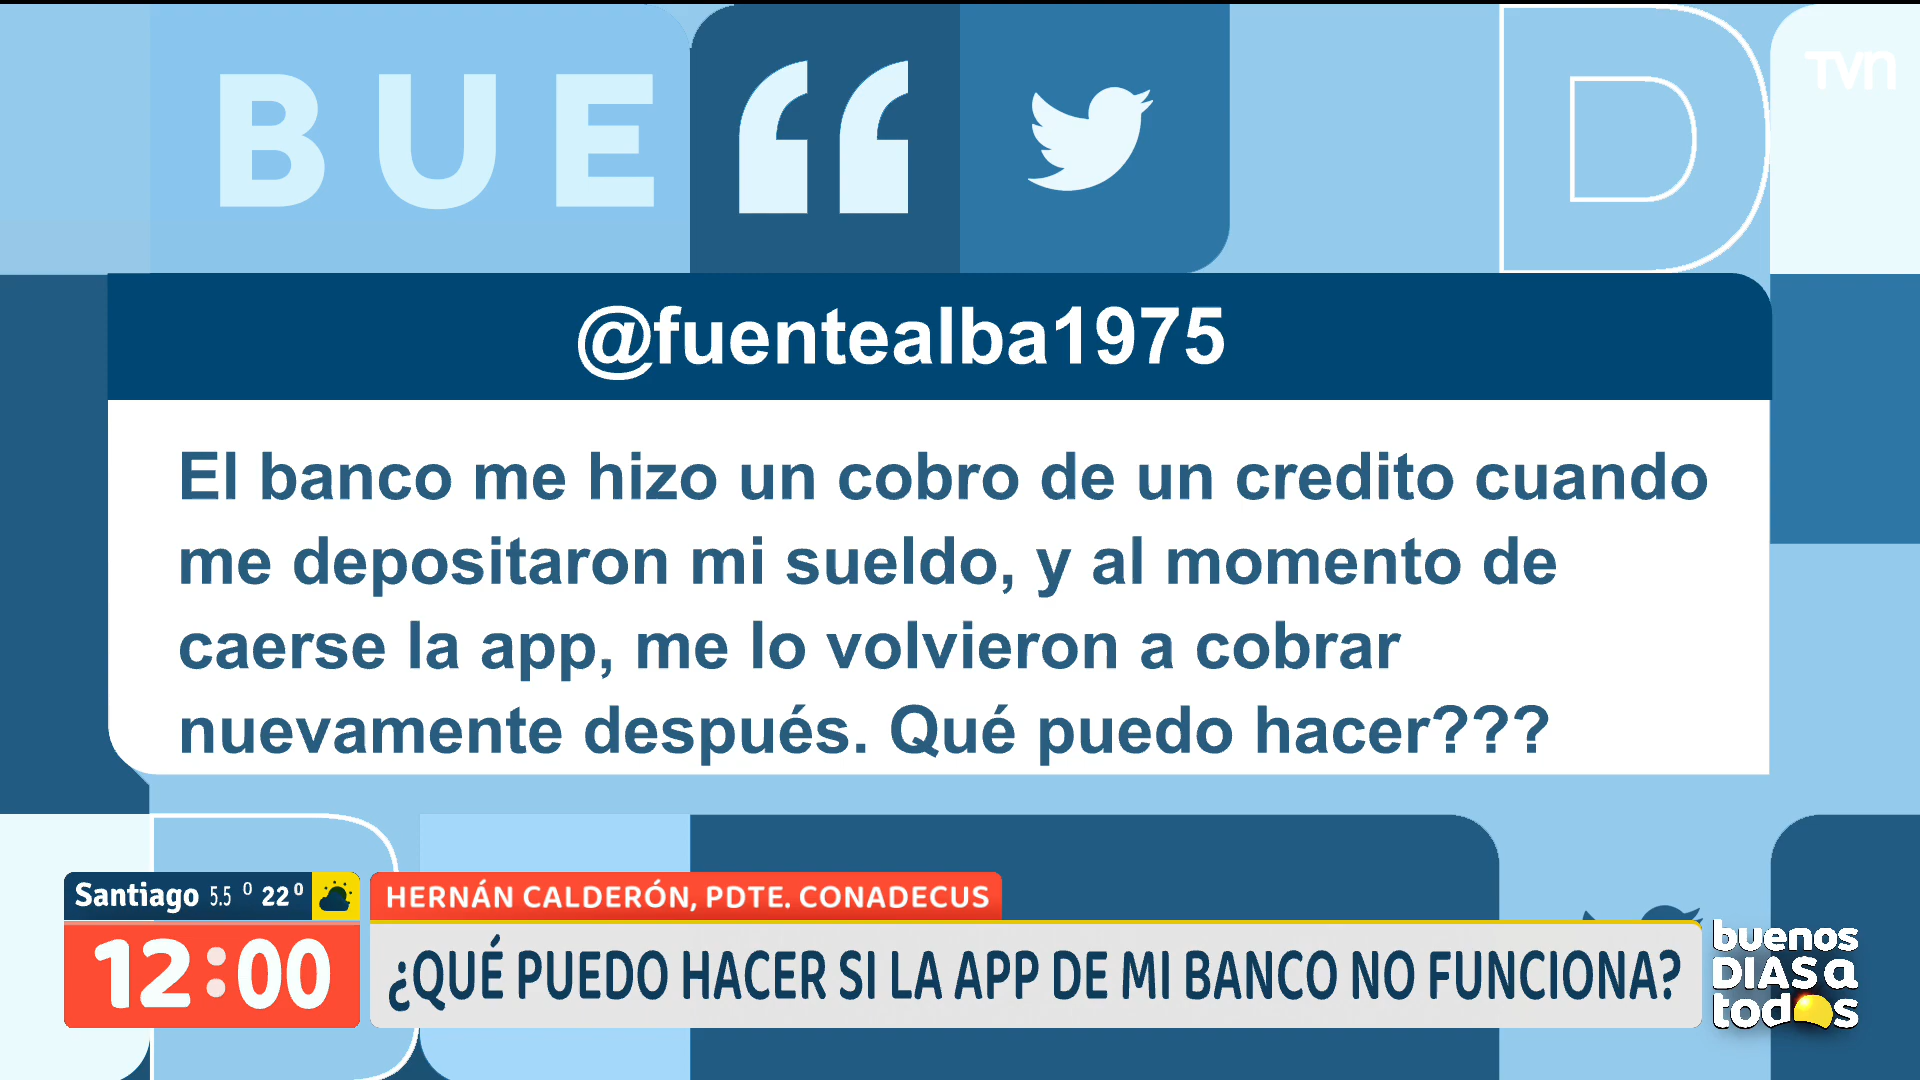 BUE
“
D
TVN
@fuentealba1975
El banco me hizo un cobro de un credito cuando
me depositaron mi sueldo, y al momento de
caerse la app, me lo volvieron a cobrar
nuevamente después. Qué puedo hacer???
Santiago 5.5º 22º
12:00
HERNÁN CALDERÓN, PDTE. CONADECUS
¿QUÉ PUEDO HACER SI LA APP DE MI BANCO NO FUNCIONA?
buenos
DIAS a
todos